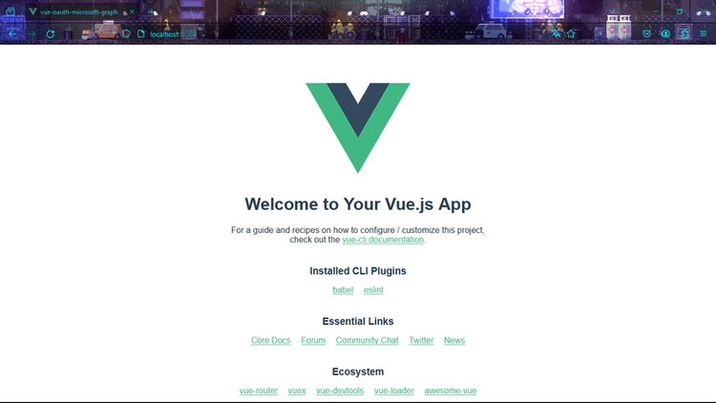 vue-oauth-microsoft-graph
localhost:8080
Welcome to Your Vue.js App
For a guide and recipes on how to configure / customize this project,
check out the vue-cli documentation.
Installed CLI Plugins
babel eslint
Essential Links
Core Docs Forum Community Chat Twitter News
Ecosystem
vue-router vuex vue-devtools vue-loader awesome-vue